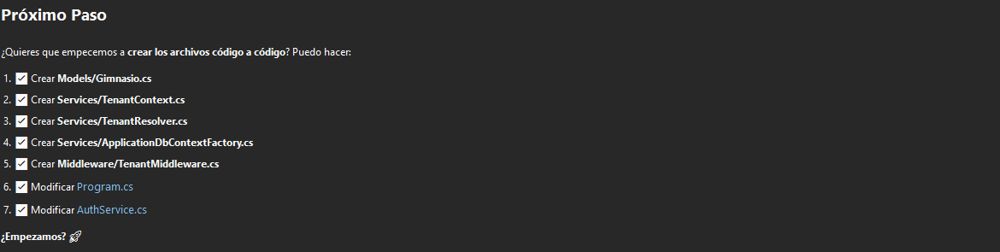 Próximo Paso
¿Quieres que empecemos a crear los archivos código a código? Puedo hacer:
1. ✓ Crear Models/Gimnasio.cs
2. ✓ Crear Services/TenantContext.cs
3. ✓ Crear Services/TenantResolver.cs
4. ✓ Crear Services/ApplicationDbContextFactory.cs
5. ✓ Crear Middleware/TenantMiddleware.cs
6. ✓ Modificar Program.cs
7. ✓ Modificar AuthService.cs
¿Empezamos? 🚀